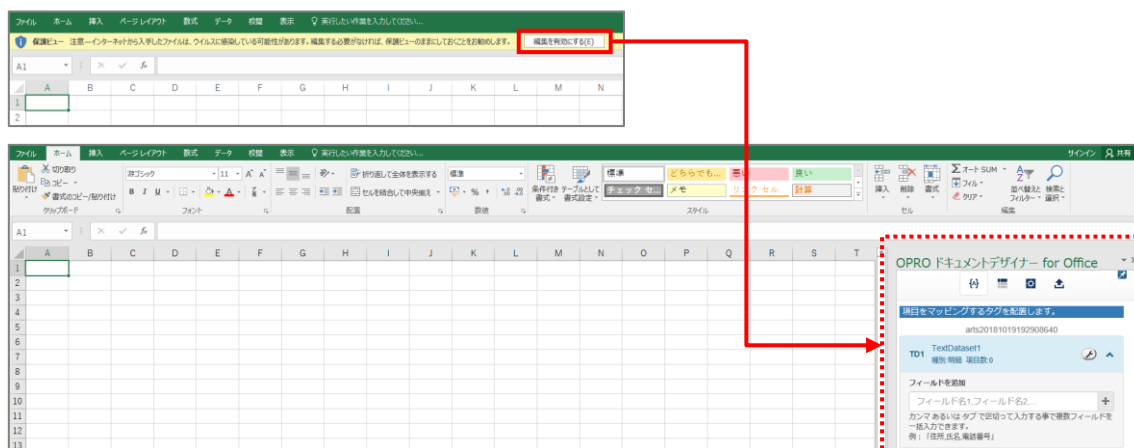 ファイル ホーム 挿入 ページレイアウト 数式 データ 校閲 表示 実行したい作業を入力してください...
保護ビュー 注意—インターネットから入手したファイルは、ウイルスに感染している可能性があります。編集する必要がなければ、保護ビューのままにしておくことをお勧めします。 編集を有効にする(E)
A1 fx
A B C D E F G H I J K L M N
1
2
ファイル ホーム 挿入 ページレイアウト 数式 データ 校閲 表示 実行したい作業を入力してください... サインイン 共有
切り取り 游ゴシック 11 折り返して全体を表示する 標準 標準 どちらでも... 悪い 良い オート SUM
コピー フィル
貼り付け 書式のコピー/貼り付け B I U セルを結合して中央揃え % チェック セ... メモ リンク セル 計算 クリア
条件付き書式 テーブルとして書式設定 挿入 削除 書式 並べ替えとフィルター 検索と選択
クリップボード フォント 配置 数値 スタイル セル 編集
A1 fx
A B C D E F G H I J K L M N O P Q R S T
1
2
3
4
5
6
7
8
9
10
11
12
13
OPRO ドキュメントデザイナー for Office
項目をマッピングするタグを配置します。
arts20181019192908640
TD1 TextDataset1
種別:明細 項目数:0
フィールドを追加
フィールド名1,フィールド名2,... +
カンマ あるいは タブ で区切って入力する事で複数フィールドを
一括入力できます。
例:「住所,氏名,電話番号」